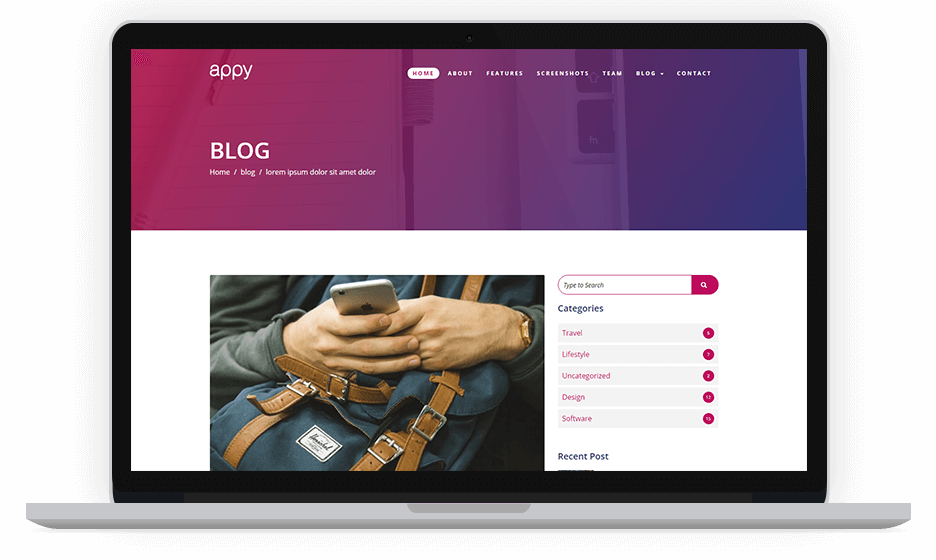 appy
HOME ABOUT FEATURES SCREENSHOTS TEAM BLOG CONTACT
BLOG
Home / blog / lorem ipsum dolor sit amet dolor
Type to Search
Categories
Travel 5
Lifestyle 7
Uncategorized 2
Design 12
Software 15
Herschel
Recent Post